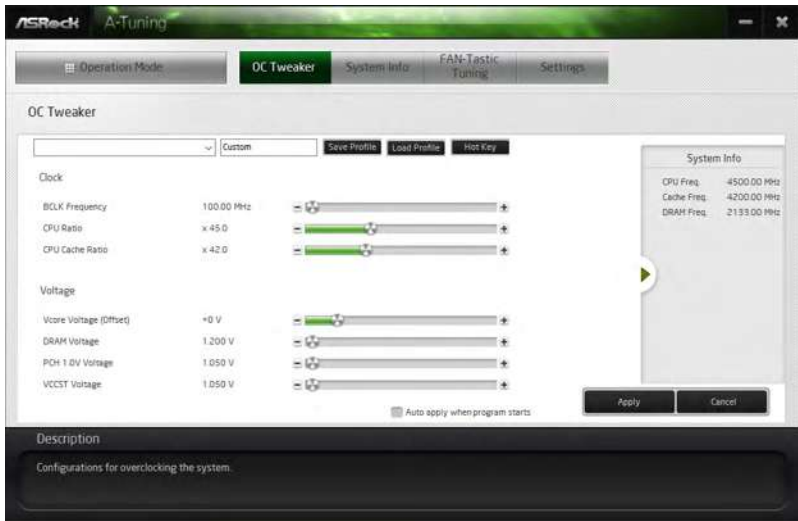 ASRock A-Tuning
Operation Mode OC Tweaker System Info FAN-Tastic Tuning Settings
OC Tweaker
Custom Save Profile Load Profile Hot Key
System Info
Clock
CPU Freq. 4500.00 MHz
Cache Freq. 4200.00 MHz
DRAM Freq. 2133.00 MHz
BCLK Frequency 100.00 MHz
CPU Ratio x 45.0
CPU Cache Ratio x 42.0
Voltage
Vcore Voltage (Offset) +0 V
DRAM Voltage 1.200 V
PCH 1.0V Voltage 1.050 V
VCCST Voltage 1.050 V
Auto apply when program starts
Apply Cancel
Description
Configurations for overclocking the system.